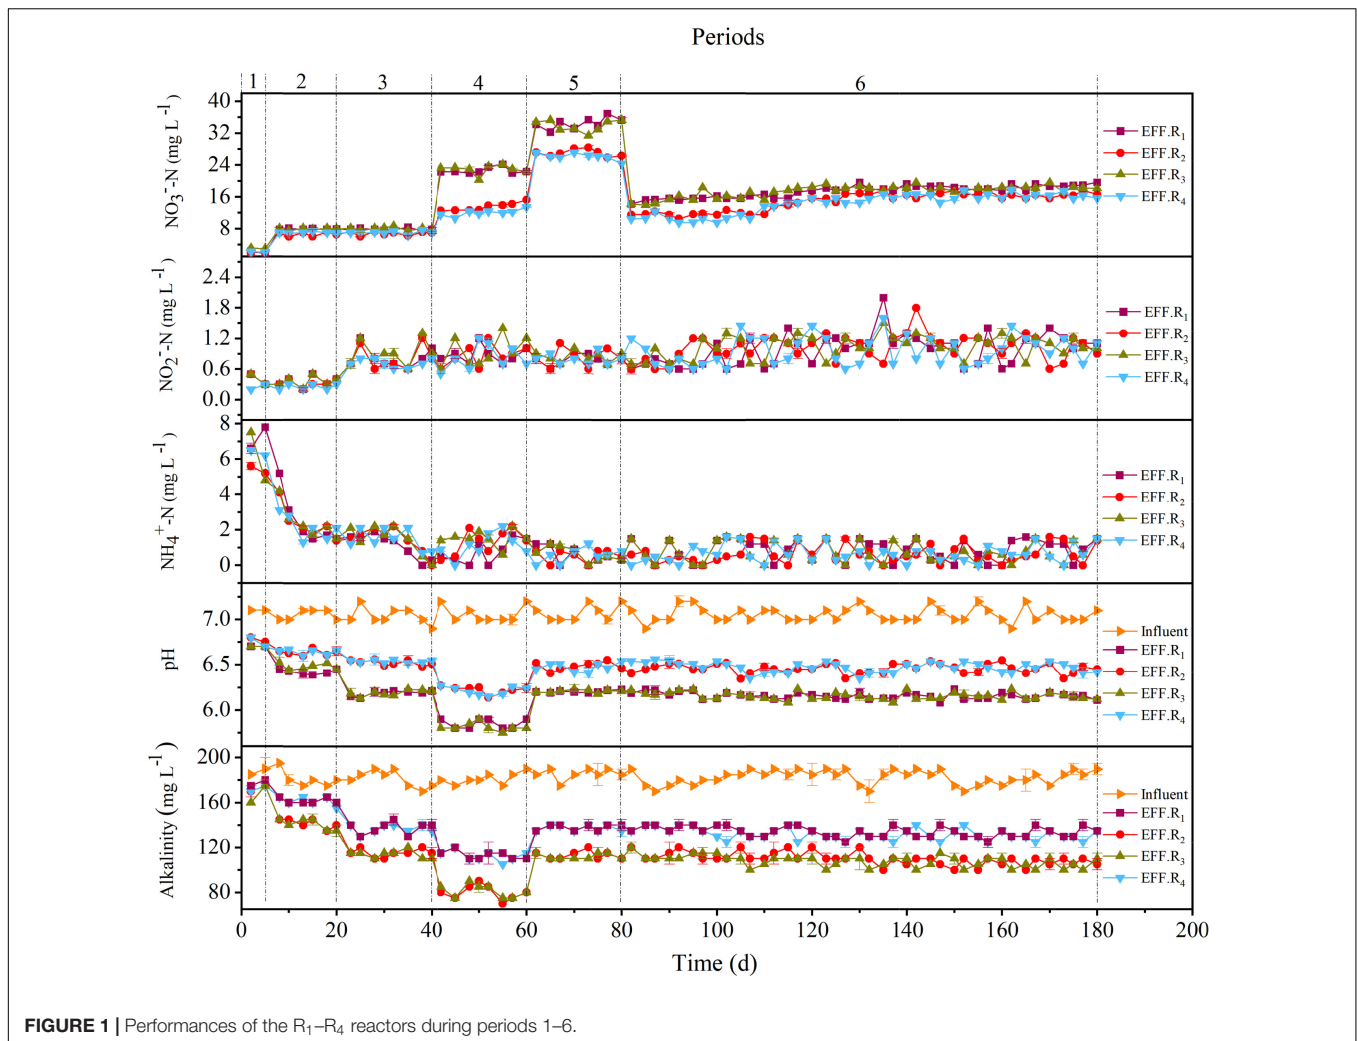 Periods
1 2 3 4 5 6
NO3⁻-N (mg L⁻¹)
40
32
24
16
8
EFF.R₁
EFF.R₂
EFF.R₃
EFF.R₄
NO2⁻-N (mg L⁻¹)
2.4
1.8
1.2
0.6
0.0
EFF.R₁
EFF.R₂
EFF.R₃
EFF.R₄
NH4⁺-N (mg L⁻¹)
8
6
4
2
0
EFF.R₁
EFF.R₂
EFF.R₃
EFF.R₄
pH
7.0
6.5
6.0
Influent
EFF.R₁
EFF.R₂
EFF.R₃
EFF.R₄
Alkalinity (mg L⁻¹)
200
160
120
80
Influent
EFF.R₁
EFF.R₂
EFF.R₃
EFF.R₄
0 20 40 60 80 100 120 140 160 180 200
Time (d)
FIGURE 1 | Performances of the R₁–R₄ reactors during periods 1–6.